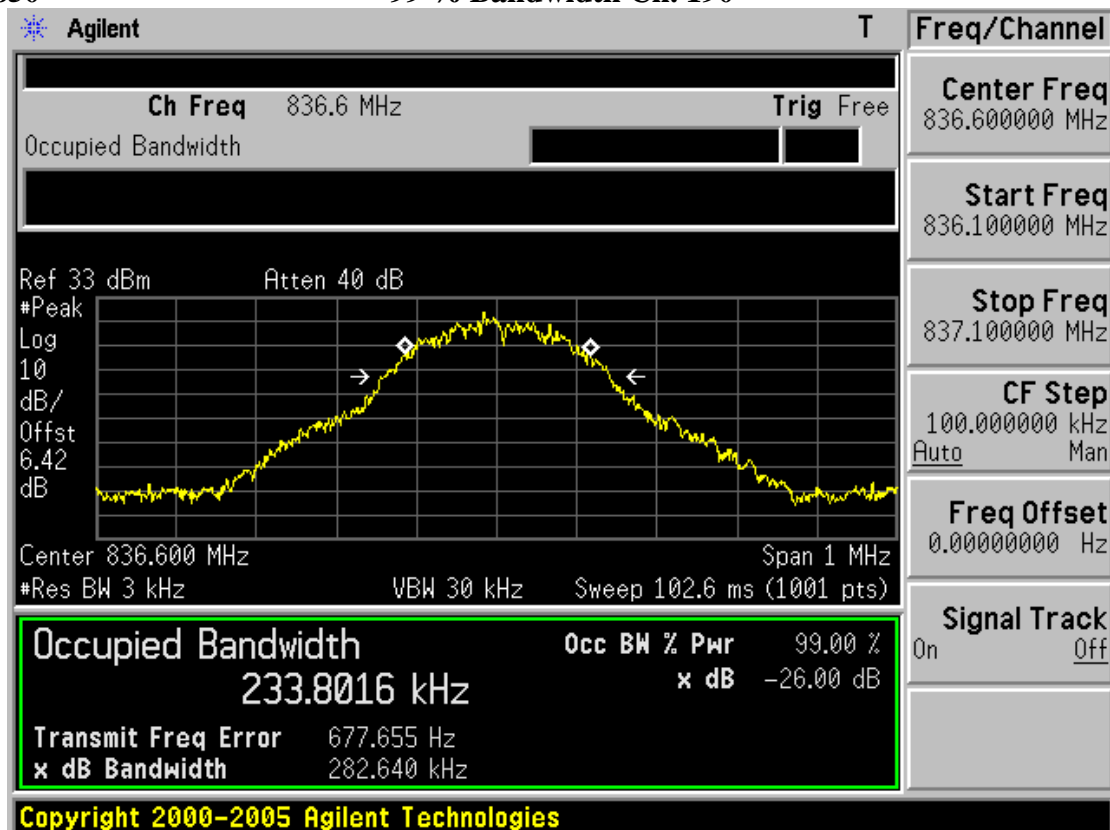 Agilent T Freq/Channel
Ch Freq 836.6 MHz Trig Free
Occupied Bandwidth
Center Freq
836.600000 MHz
Start Freq
836.100000 MHz
Stop Freq
837.100000 MHz
CF Step
100.000000 kHz
Auto Man
Freq Offset
0.00000000 Hz
Signal Track
On Off
Ref 33 dBm Atten 40 dB
#Peak
Log
10
dB/
Offst
6.42
dB
Center 836.600 MHz Span 1 MHz
#Res BW 3 kHz VBW 30 kHz Sweep 102.6 ms (1001 pts)
Occupied Bandwidth Occ BW % Pwr 99.00 %
233.8016 kHz x dB -26.00 dB
Transmit Freq Error 677.655 Hz
x dB Bandwidth 282.640 kHz
Copyright 2000-2005 Agilent Technologies